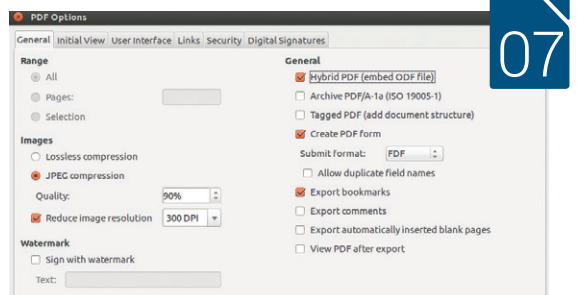 PDF Options
07
General Initial View User Interface Links Security Digital Signatures
Range
All
Pages:
Selection
Images
Lossless compression
JPEG compression
Quality: 90%
Reduce image resolution 300 DPI
Watermark
Sign with watermark
Text:
General
Hybrid PDF (embed ODF file)
Archive PDF/A-1a (ISO 19005-1)
Tagged PDF (add document structure)
Create PDF form
Submit format: FDF
Allow duplicate field names
Export bookmarks
Export comments
Export automatically inserted blank pages
View PDF after export